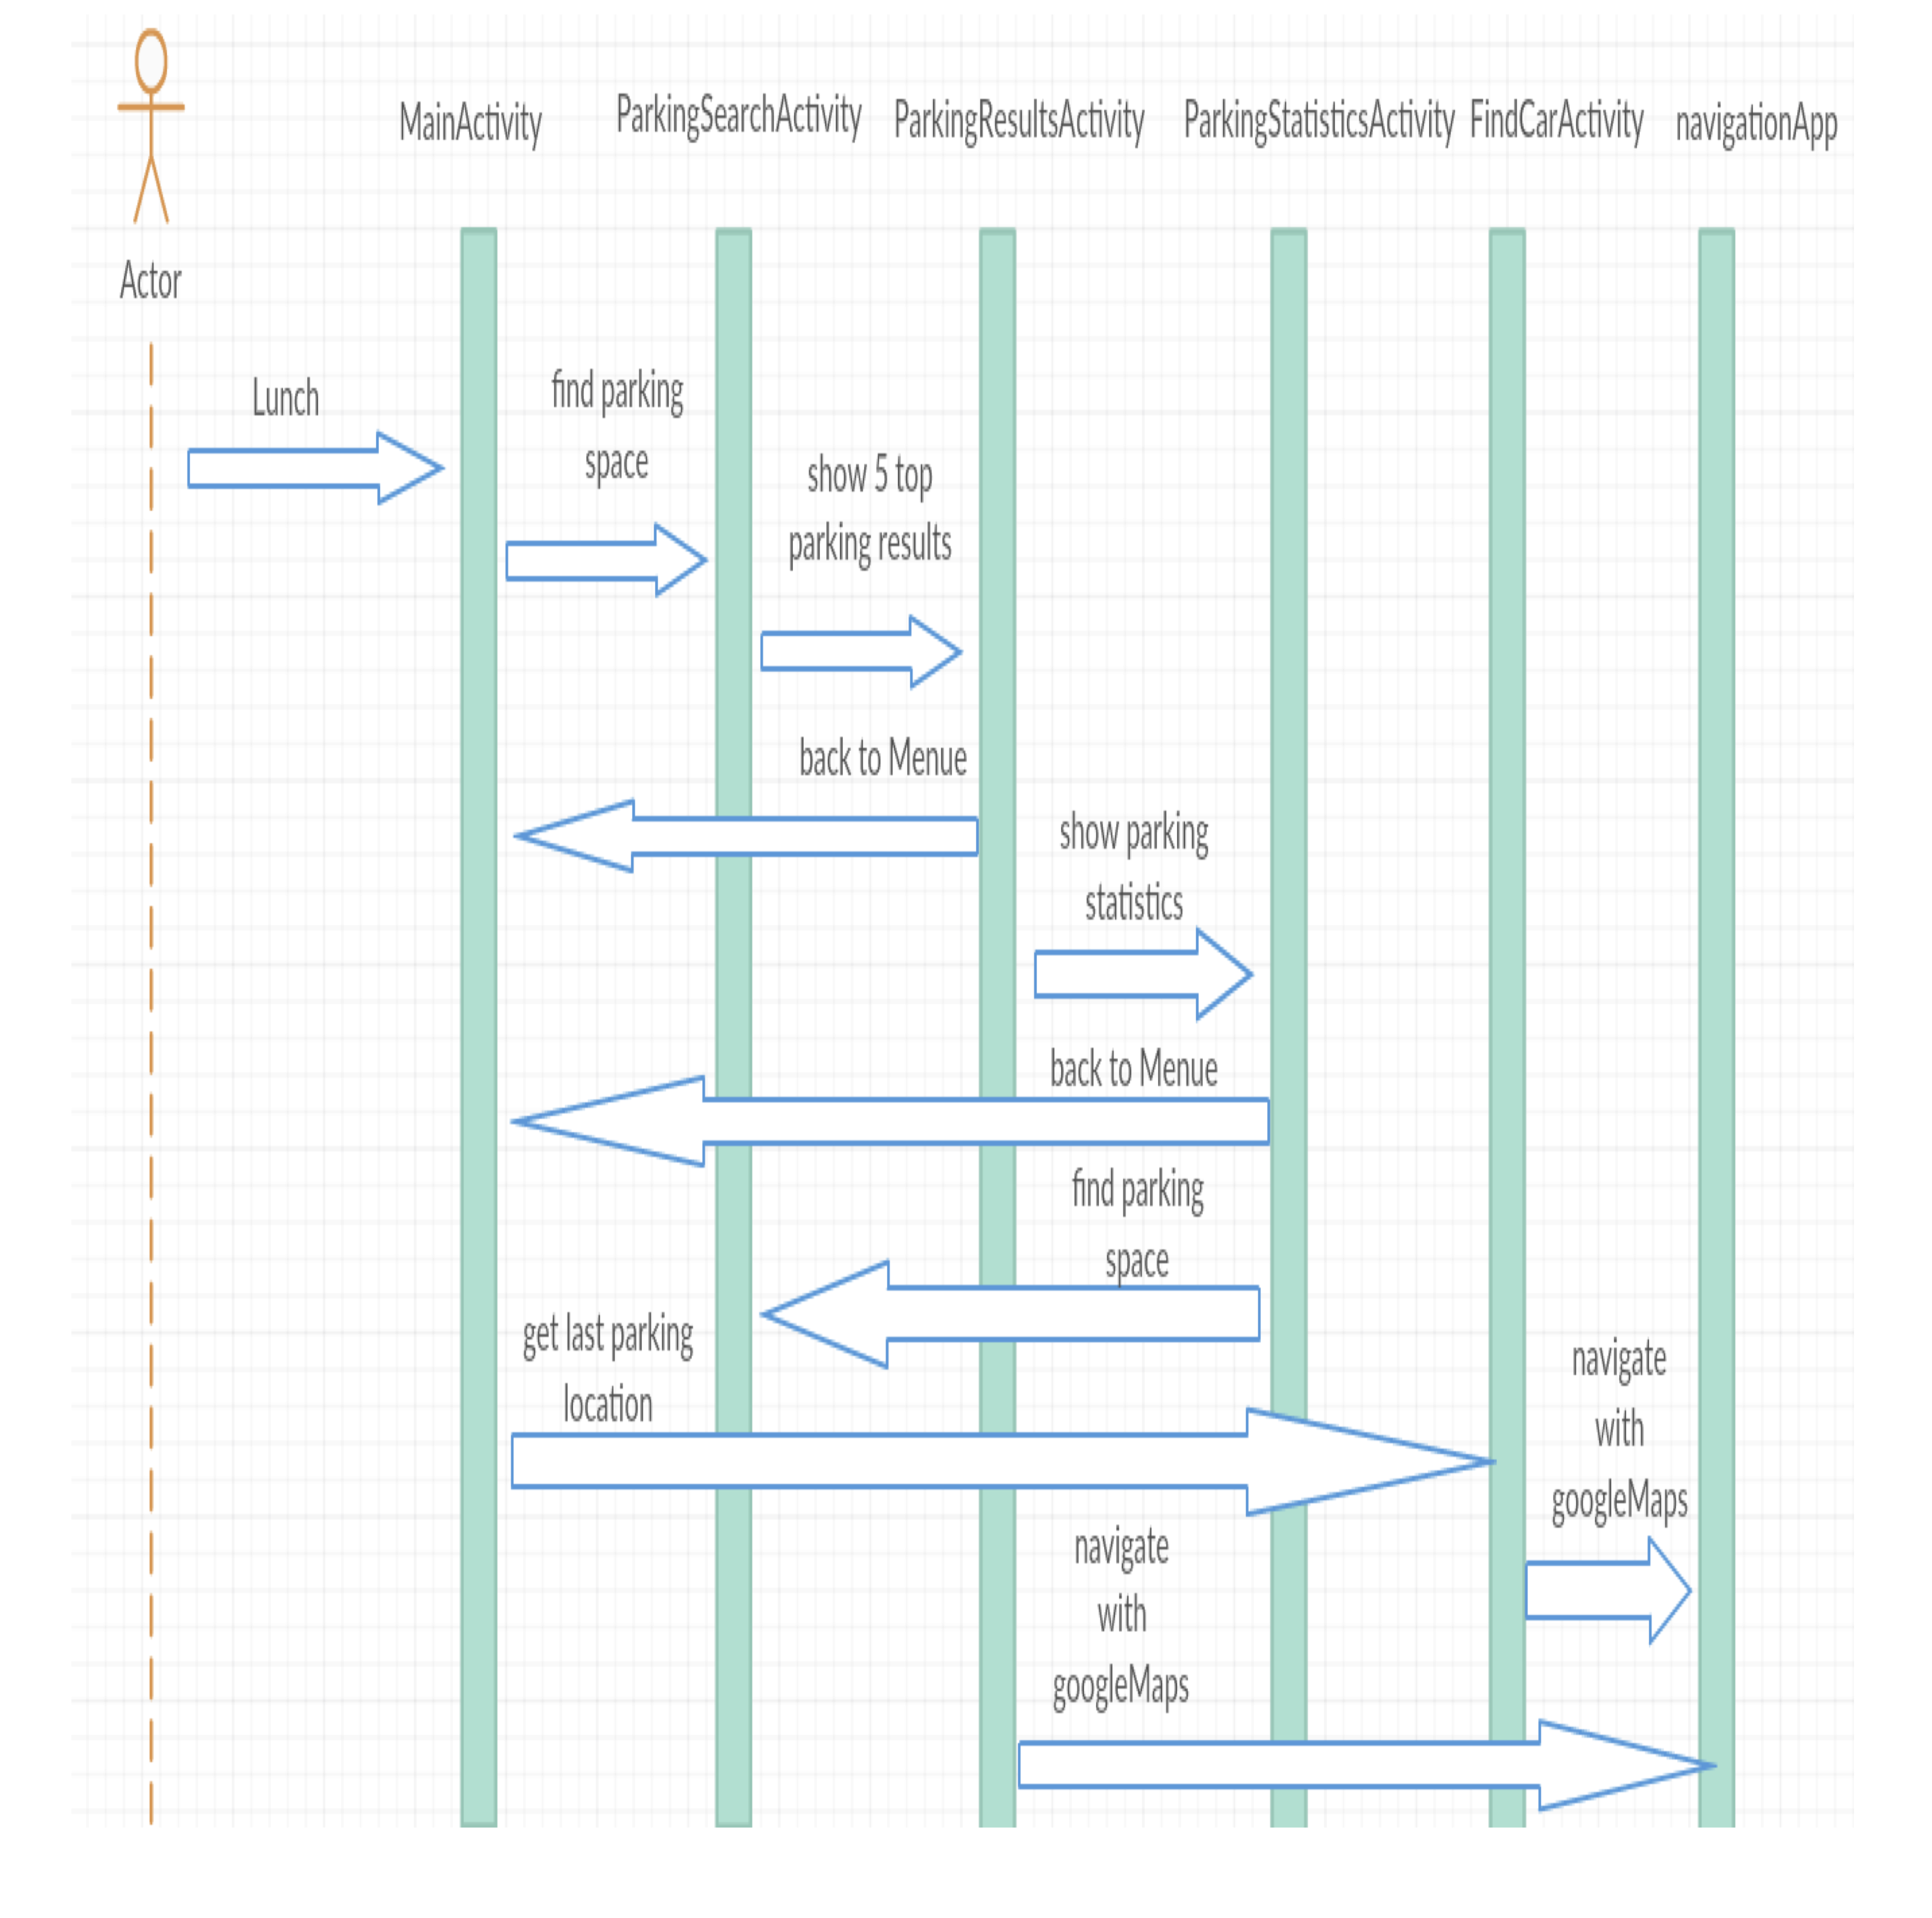 MainActivity
ParkingSearchActivity
ParkingResultsActivity
ParkingStatisticsActivity
FindCarActivity
navigationApp
Actor
Lunch
find parking
space
show 5 top
parking results
back to Menue
show parking
statistics
back to Menue
find parking
space
get last parking
location
navigate
with
googleMaps
navigate
with
googleMaps